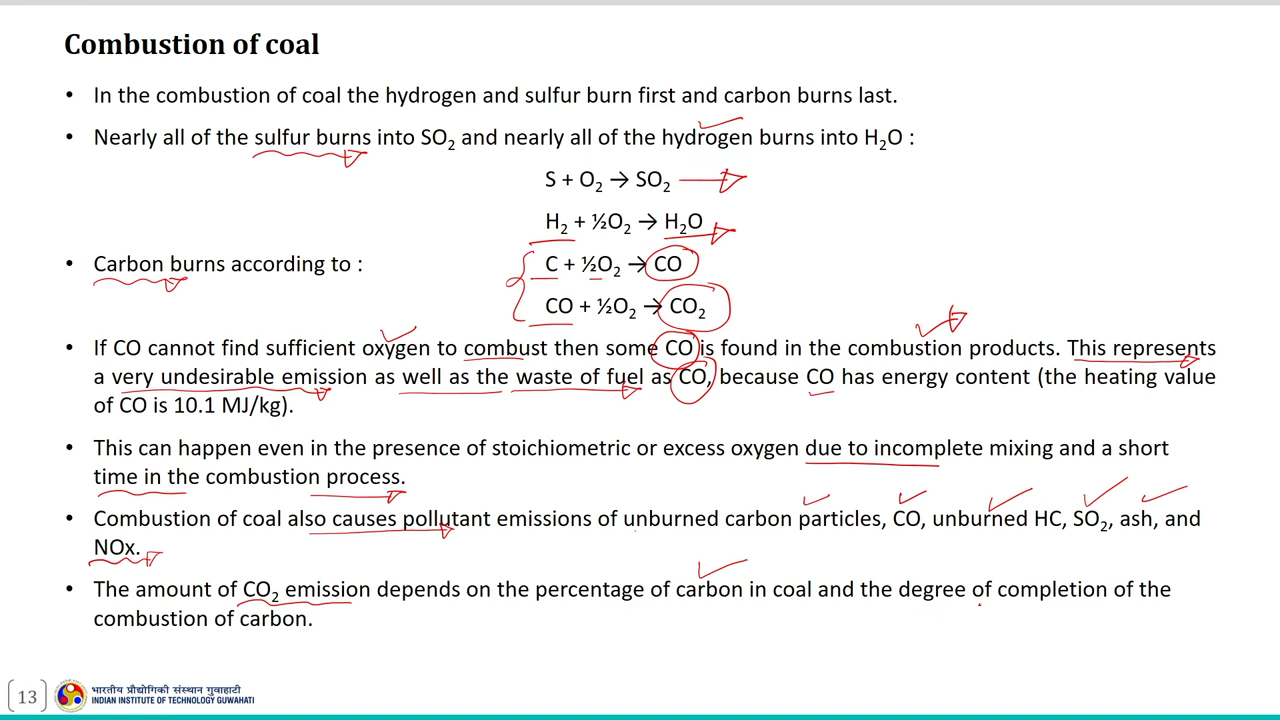 Combustion of coal
• In the combustion of coal the hydrogen and sulfur burn first and carbon burns last.
• Nearly all of the sulfur burns into SO₂ and nearly all of the hydrogen burns into H₂O :
S + O₂ → SO₂
H₂ + ½O₂ → H₂O
• Carbon burns according to :
C + ½O₂ → CO
CO + ½O₂ → CO₂
• If CO cannot find sufficient oxygen to combust then some CO is found in the combustion products. This represents
a very undesirable emission as well as the waste of fuel as CO, because CO has energy content (the heating value
of CO is 10.1 MJ/kg).
• This can happen even in the presence of stoichiometric or excess oxygen due to incomplete mixing and a short
time in the combustion process.
• Combustion of coal also causes pollutant emissions of unburned carbon particles, CO, unburned HC, SO₂, ash, and
NOx.
• The amount of CO₂ emission depends on the percentage of carbon in coal and the degree of completion of the
combustion of carbon.
13
भारतीय प्रौद्योगिकी संस्थान गुवाहाटी
INDIAN INSTITUTE OF TECHNOLOGY GUWAHATI